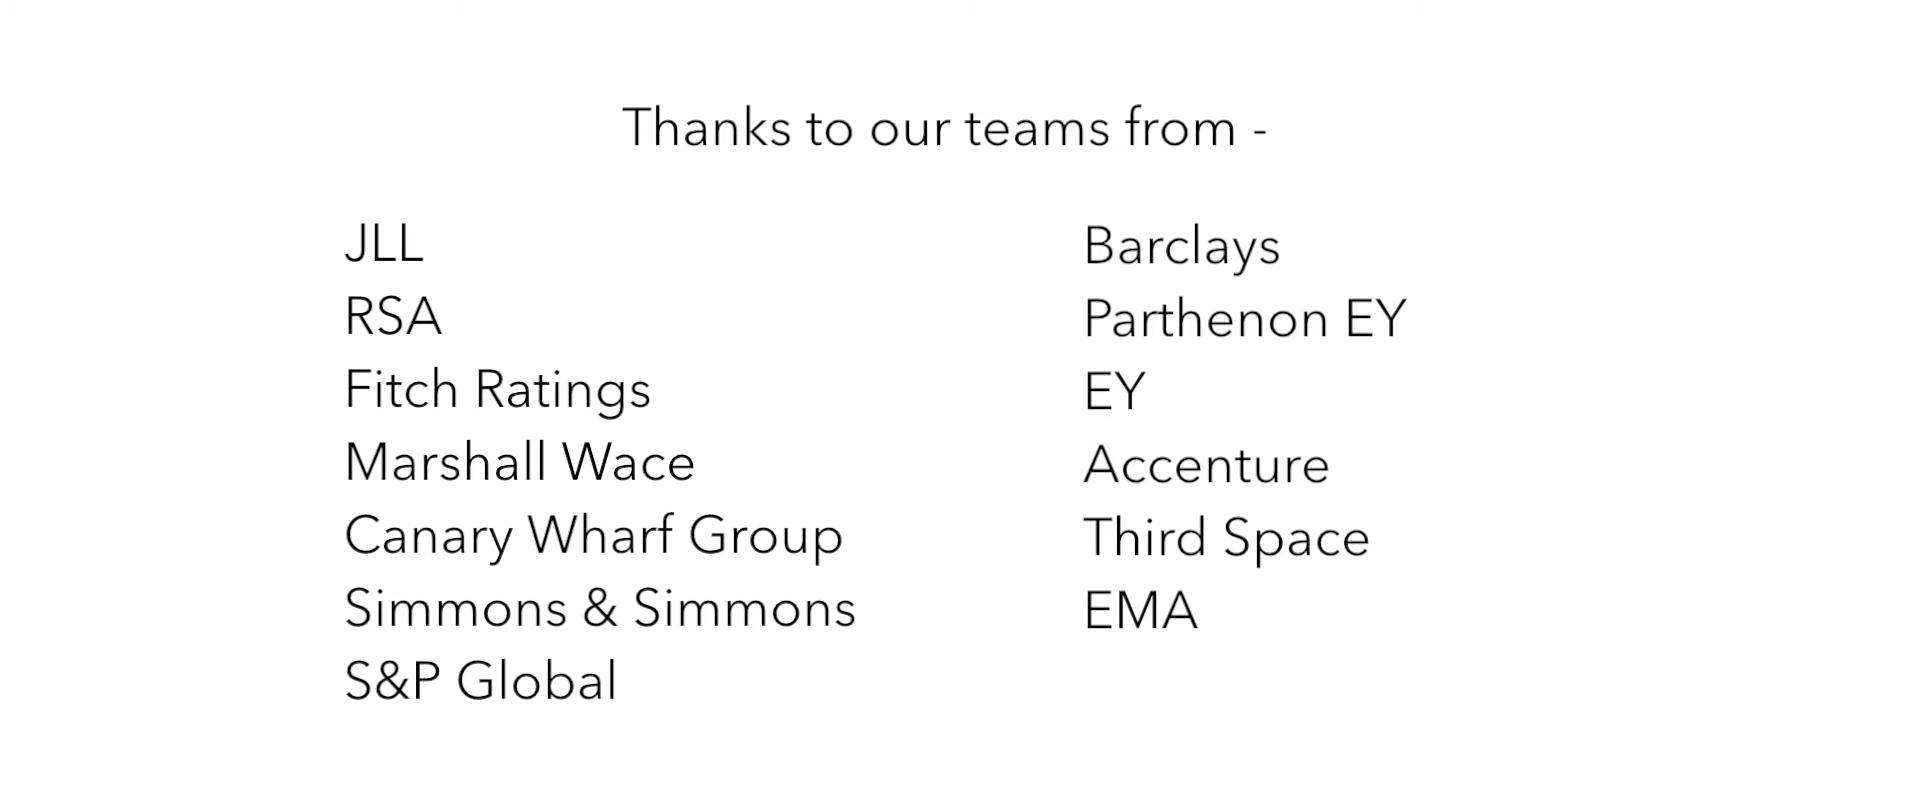 Thanks to our teams from -
JLL
RSA
Fitch Ratings
Marshall Wace
Canary Wharf Group
Simmons & Simmons
S&P Global
Barclays
Parthenon EY
EY
Accenture
Third Space
EMA